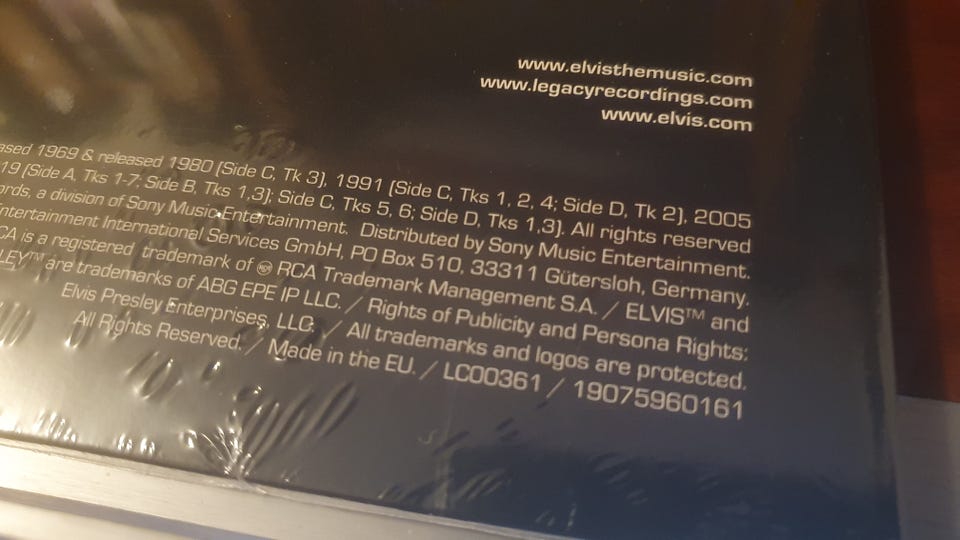 www.elvisthemusic.com
www.legacyrecordings.com
www.elvis.com
ased 1969 & released 1980 (Side C, Tk 3), 1991 (Side C, Tks 1, 2, 4; Side D, Tk 2), 2005
19 (Side A, Tks 1-7; Side B, Tks 1,3); Side C, Tks 5, 6; Side D, Tks 1,3). All rights reserved
ords, a division of Sony Music Entertainment. Distributed by Sony Music Entertainment.
ntertainment International Services GmbH, PO Box 510, 33311 Gütersloh, Germany.
CA is a registered trademark of RCA Trademark Management S.A. / ELVIS™ and
LEY™ are trademarks of ABG EPE IP LLC. / Rights of Publicity and Persona Rights:
Elvis Presley Enterprises, LLC. / All trademarks and logos are protected.
All Rights Reserved. / Made in the EU. / LC00361 / 19075960161